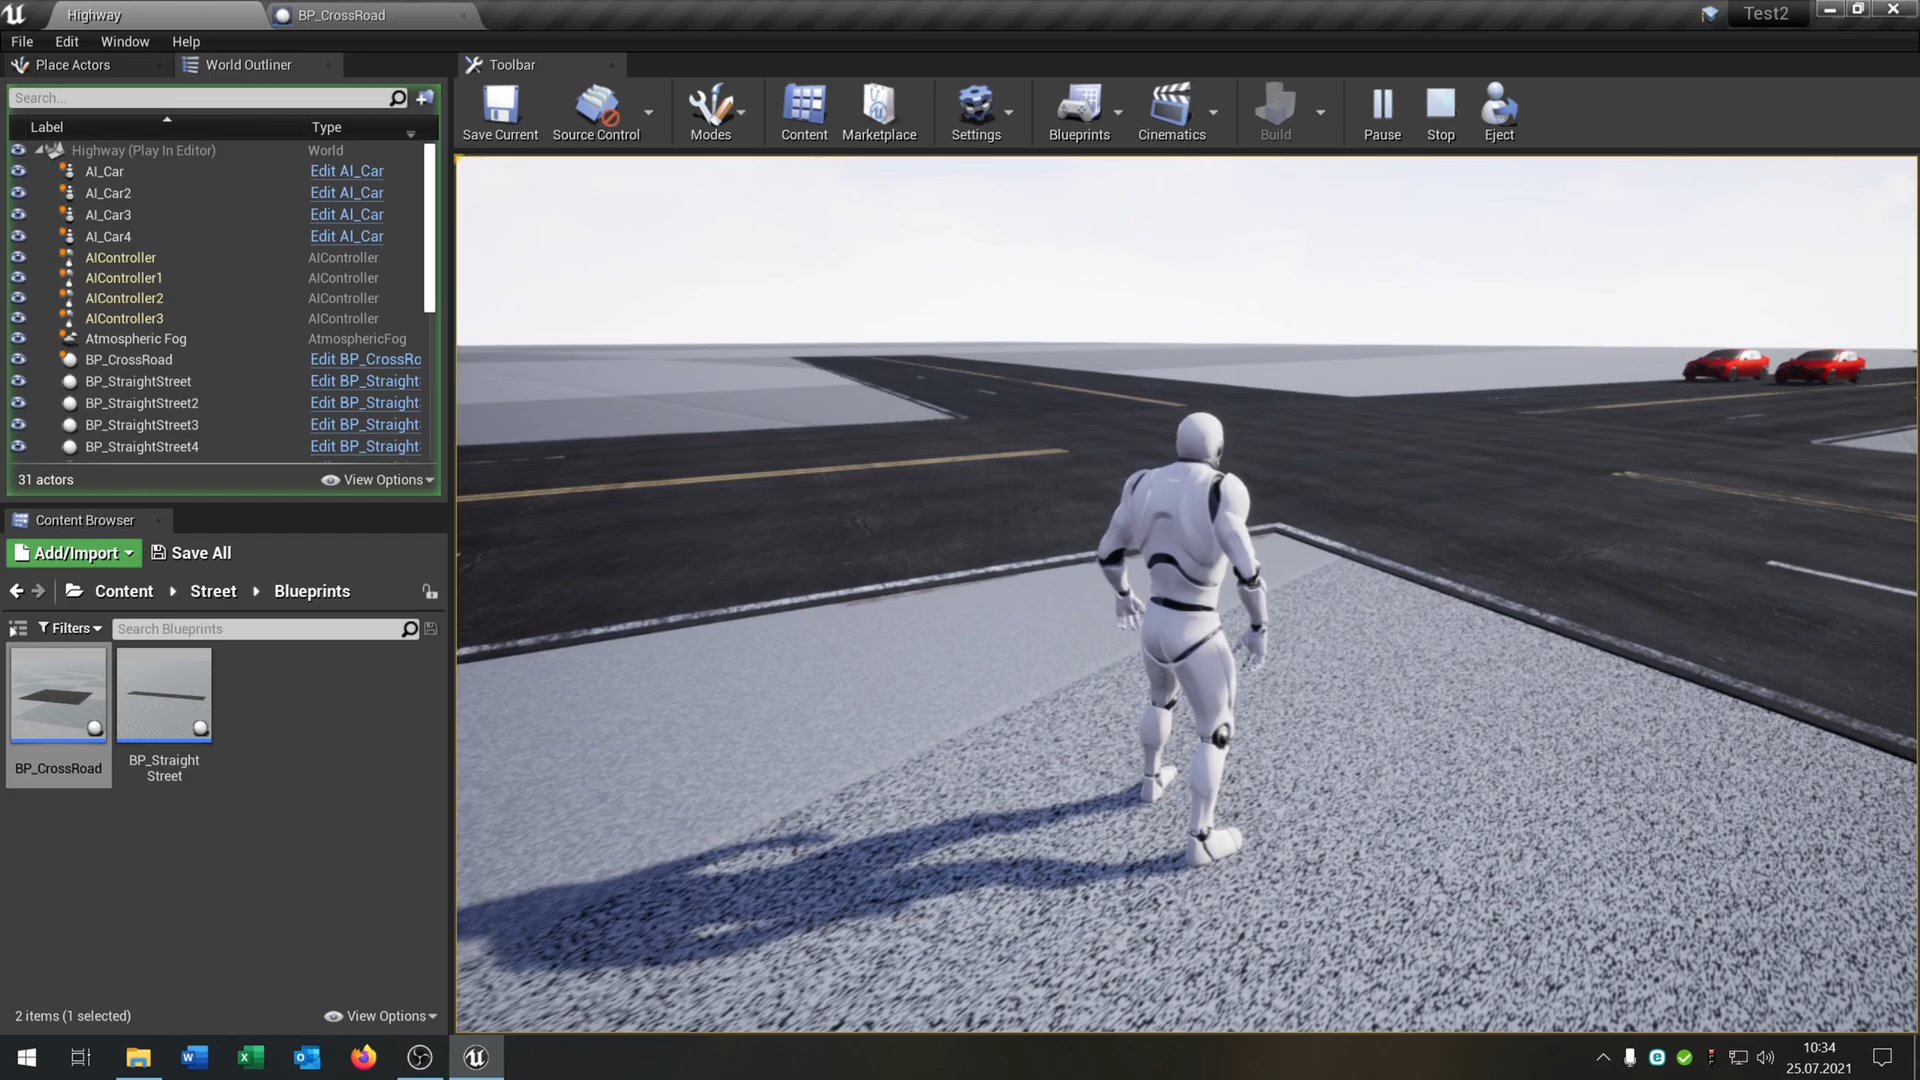 Highway
BP_CrossRoad
Test2
File Edit Window Help
Place Actors
World Outliner
Toolbar
Search...
Label Type
Highway (Play In Editor) World
AI_Car Edit AI_Car
AI_Car2 Edit AI_Car
AI_Car3 Edit AI_Car
AI_Car4 Edit AI_Car
AIController AIController
AIController1 AIController
AIController2 AIController
AIController3 AIController
Atmospheric Fog AtmosphericFog
BP_CrossRoad Edit BP_CrossRo
BP_StraightStreet Edit BP_Straight
BP_StraightStreet2 Edit BP_Straight
BP_StraightStreet3 Edit BP_Straight
BP_StraightStreet4 Edit BP_Straight
31 actors View Options
Save Current Source Control Modes Content Marketplace Settings Blueprints Cinematics Build Pause Stop Eject
Content Browser
Add/Import Save All
Content Street Blueprints
Filters Search Blueprints
BP_CrossRoad
BP_Straight
Street
2 items (1 selected) View Options
10:34
25.07.2021